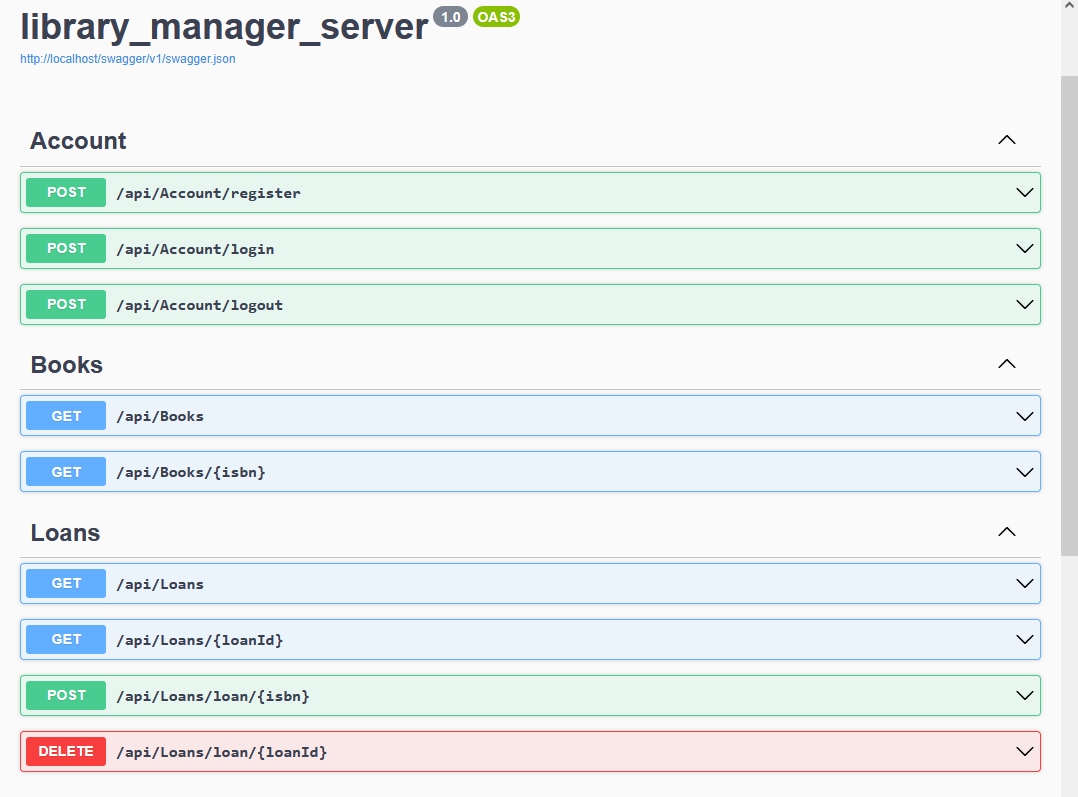 library_manager_server 1.0 OAS3
http://localhost/swagger/v1/swagger.json
Account
POST /api/Account/register
POST /api/Account/login
POST /api/Account/logout
Books
GET /api/Books
GET /api/Books/{isbn}
Loans
GET /api/Loans
GET /api/Loans/{loanId}
POST /api/Loans/loan/{isbn}
DELETE /api/Loans/loan/{loanId}